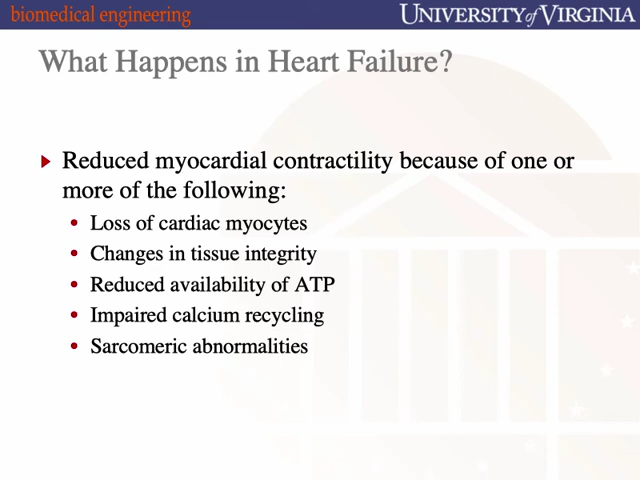 biomedical engineering
UNIVERSITY of VIRGINIA
What Happens in Heart Failure?
Reduced myocardial contractility because of one or
more of the following:
Loss of cardiac myocytes
Changes in tissue integrity
Reduced availability of ATP
Impaired calcium recycling
Sarcomeric abnormalities